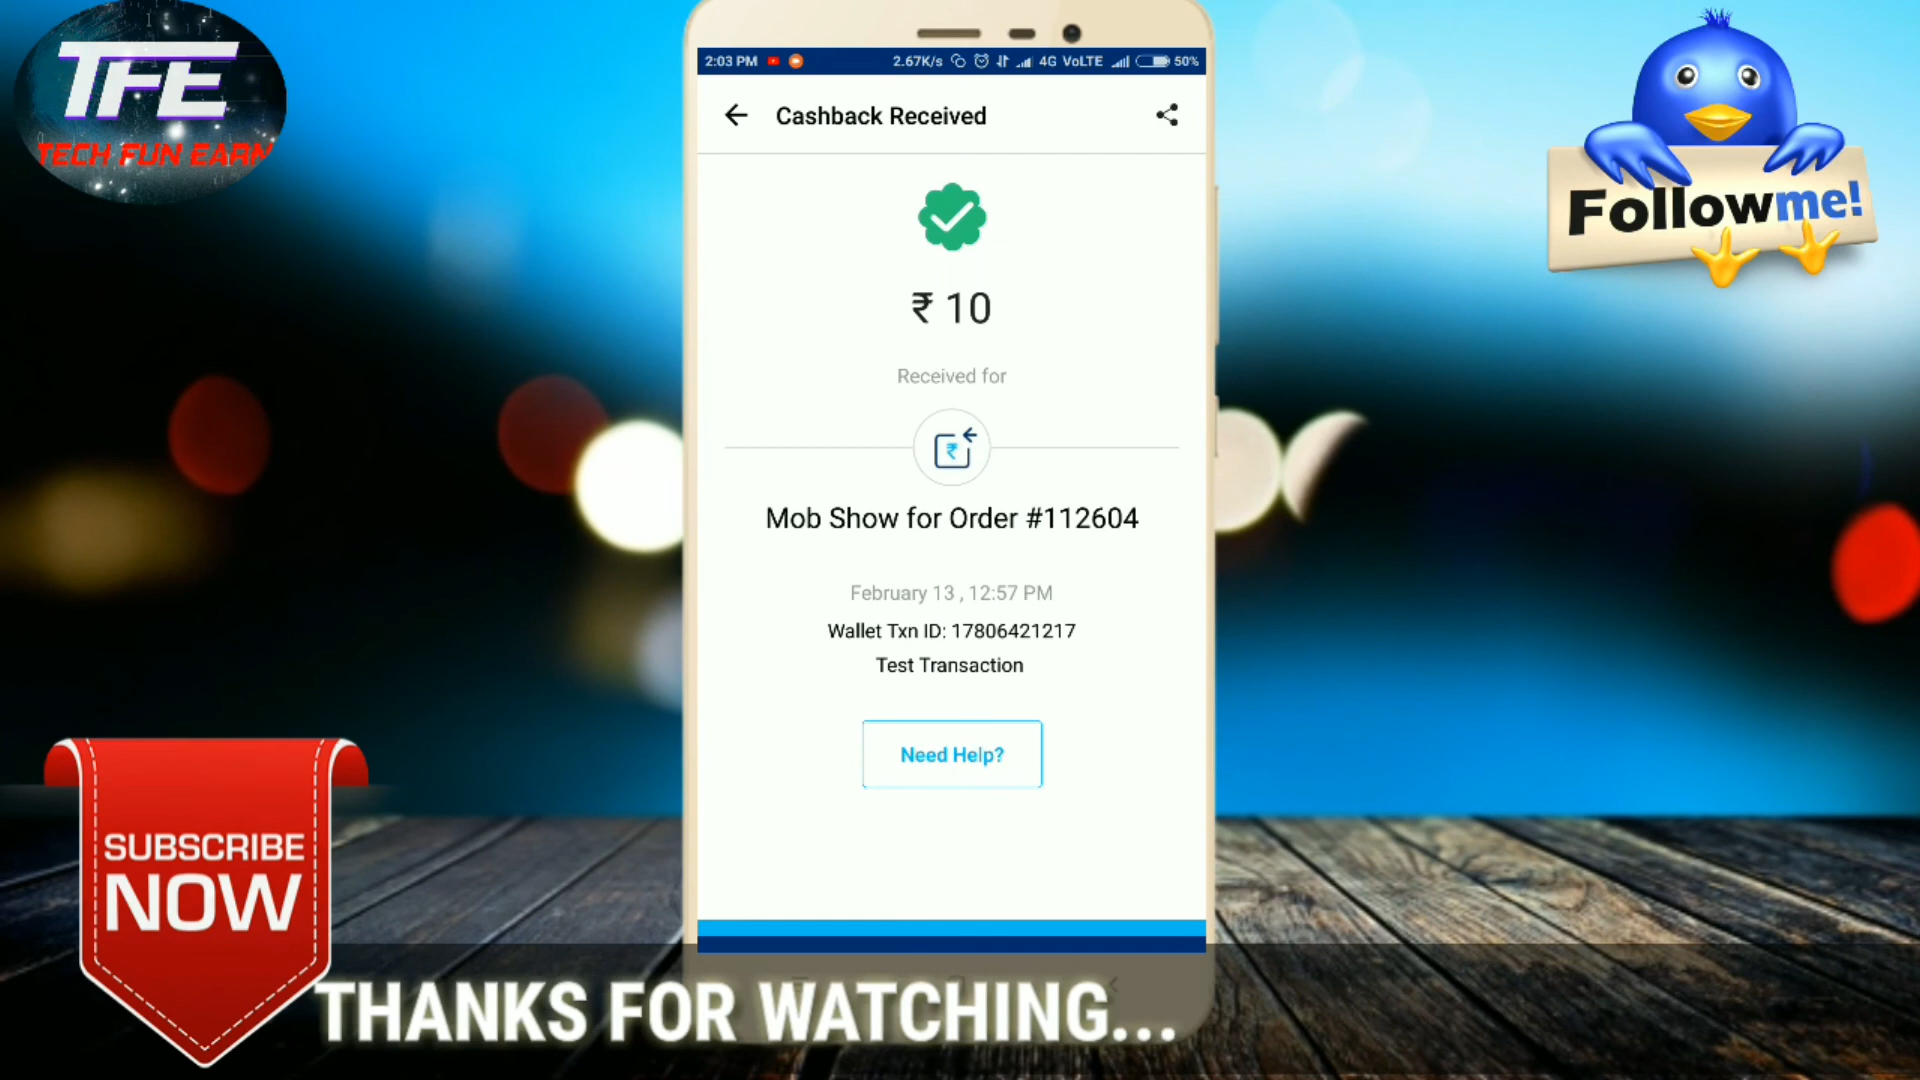 TFE
TECH FUN EARN
2:03 PM
2.67K/s
4G VoLTE
50%
Cashback Received
₹ 10
Received for
₹
Mob Show for Order #112604
February 13 , 12:57 PM
Wallet Txn ID: 17806421217
Test Transaction
Need Help?
Followme!
SUBSCRIBE
NOW
THANKS FOR WATCHING...